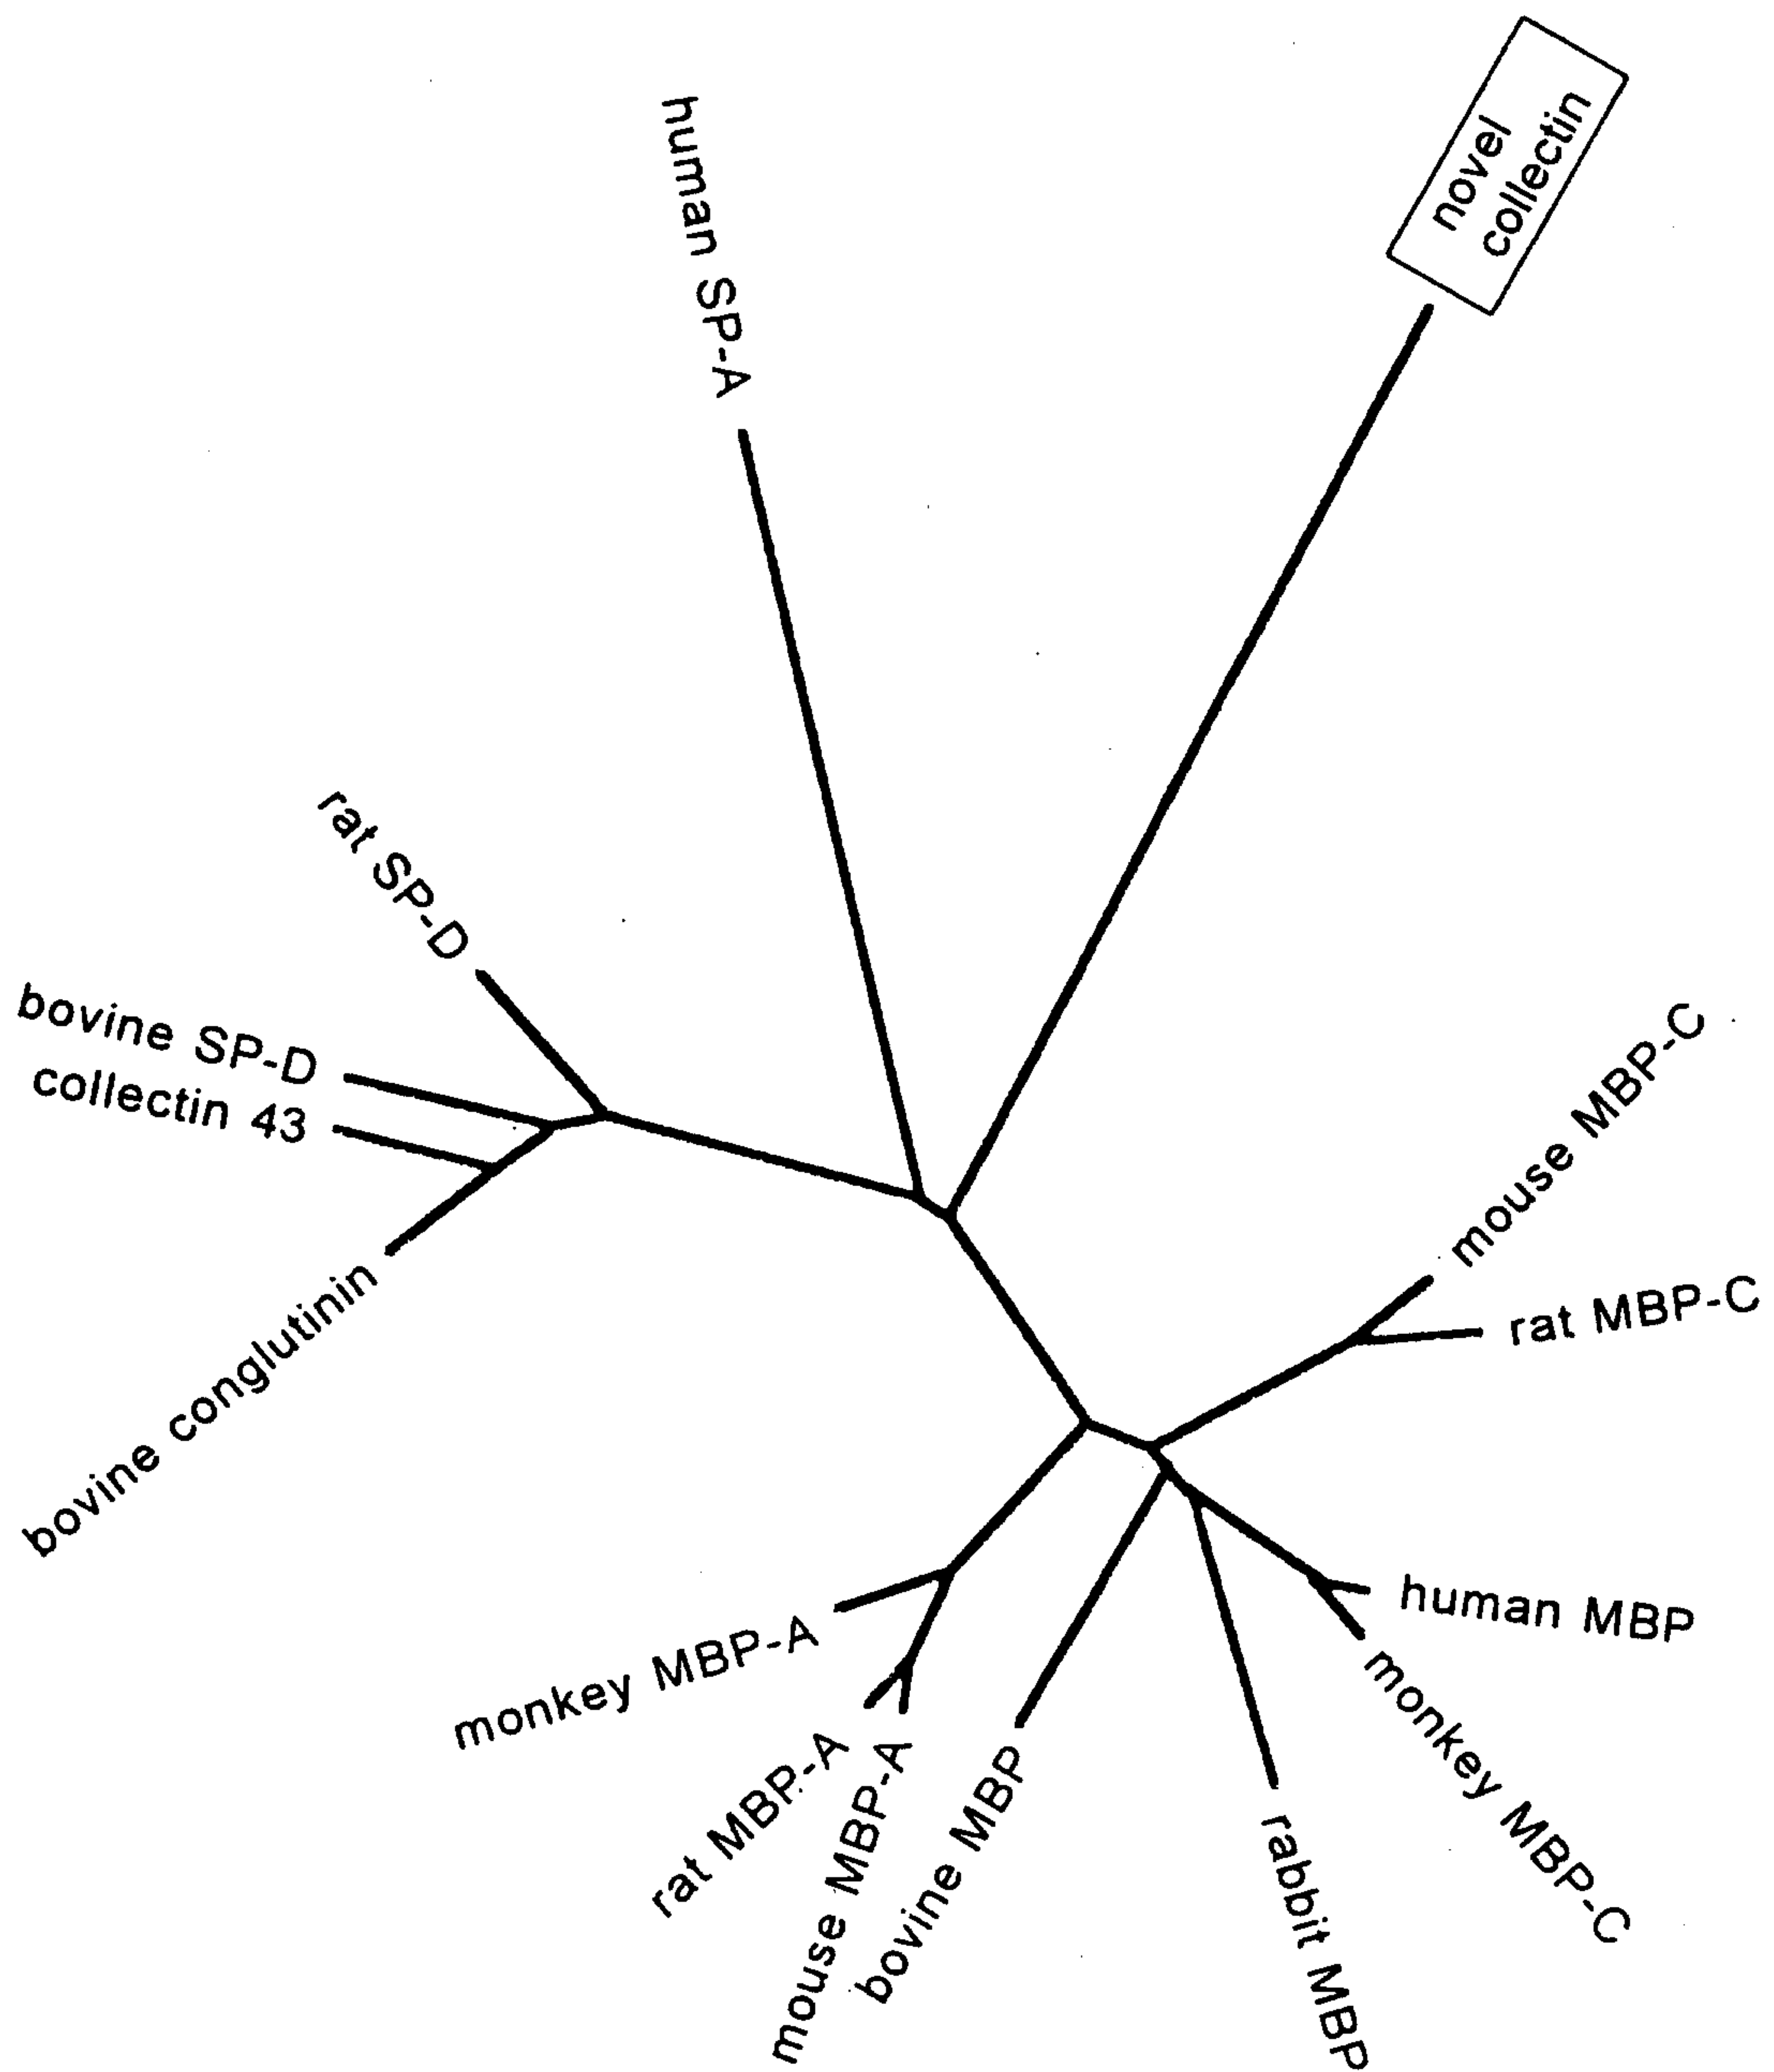 human SP-A
novel
collectin
rat SP-D
bovine SP-D
collectin 43
bovine conglutinin
mouse MBP-C
rat MBP-C
human MBP
monkey MBP-C
rabbit MBP
bovine MBP
mouse MBP-A
rat MBP-A
monkey MBP-A